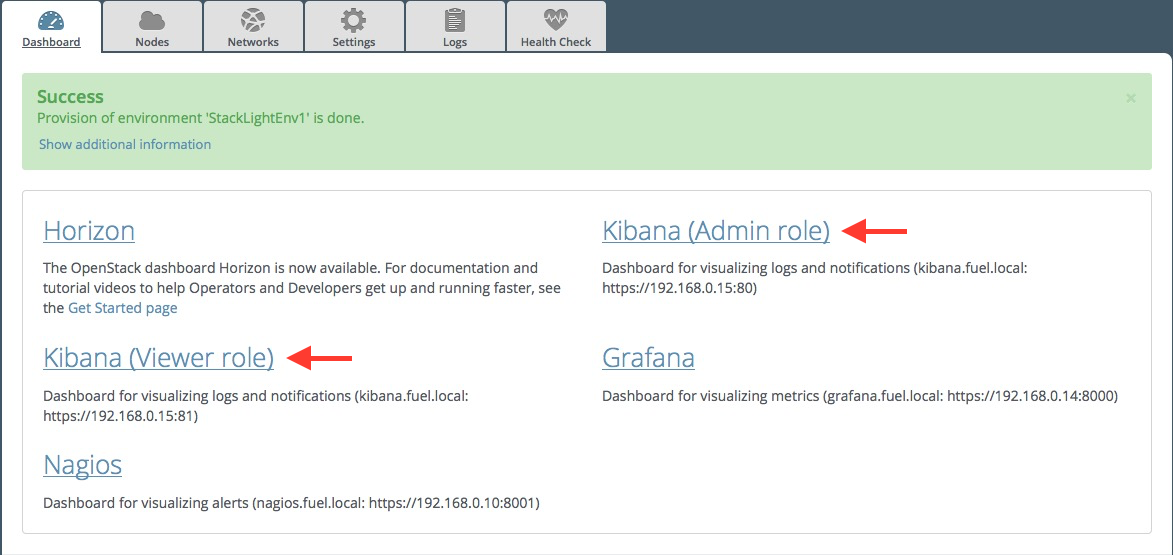 Dashboard
Nodes
Networks
Settings
Logs
Health Check
Success
×
Provision of environment 'StackLightEnv1' is done.
Show additional information
Horizon
The OpenStack dashboard Horizon is now available. For documentation and
tutorial videos to help Operators and Developers get up and running faster, see
the Get Started page
Kibana (Admin role)
Dashboard for visualizing logs and notifications (kibana.fuel.local:
https://192.168.0.15:80)
Kibana (Viewer role)
Dashboard for visualizing logs and notifications (kibana.fuel.local:
https://192.168.0.15:81)
Grafana
Dashboard for visualizing metrics (grafana.fuel.local: https://192.168.0.14:8000)
Nagios
Dashboard for visualizing alerts (nagios.fuel.local: https://192.168.0.10:8001)